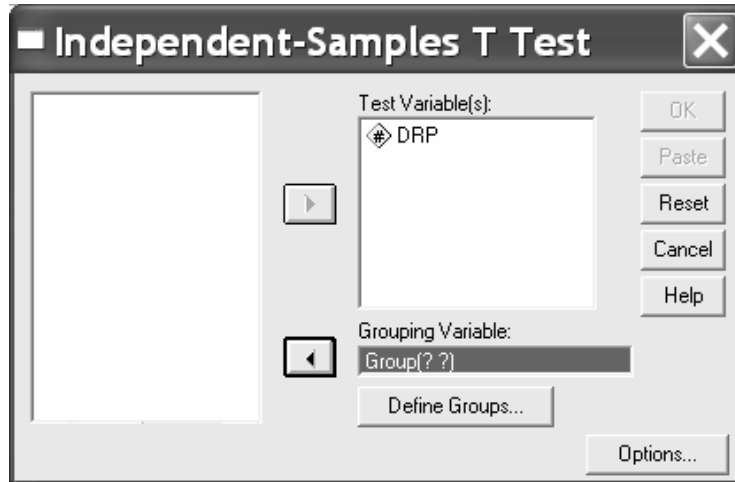 Independent-Samples T Test
Test Variable(s):
# DRP
OK
Paste
Reset
Cancel
Help
Grouping Variable:
Group(? ?)
Define Groups...
Options...